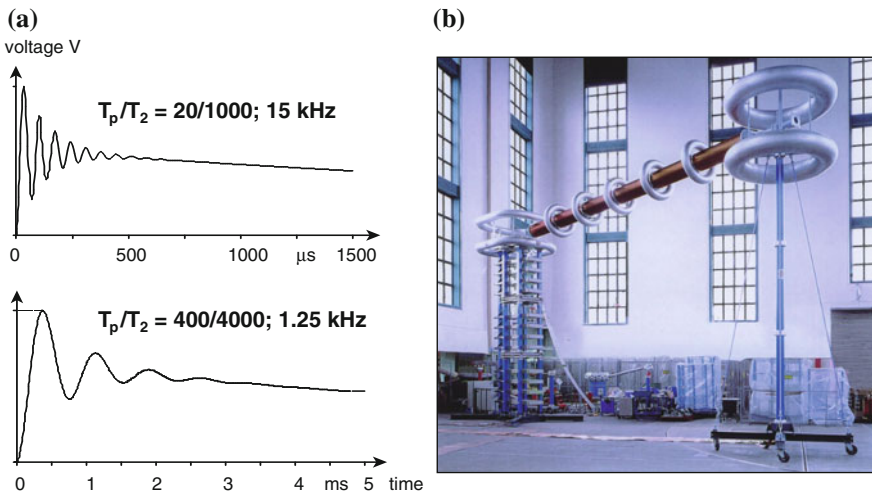 (a)
voltage V
T_p/T_2 = 20/1000; 15 kHz
0 500 μs 1000 1500
T_p/T_2 = 400/4000; 1.25 kHz
0 1 2 3 ms 4 5 time
(b)